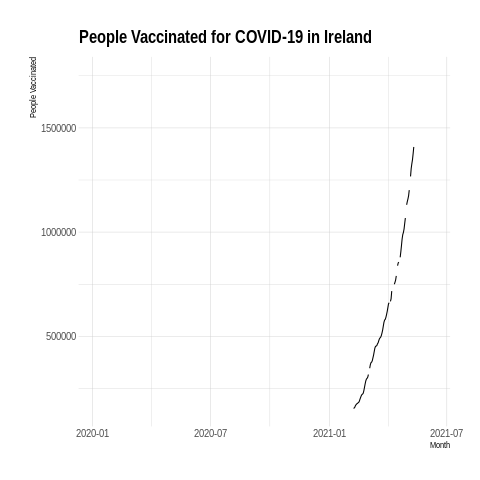 People Vaccinated for COVID-19 in Ireland
People Vaccinated
1500000
1000000
500000
2020-01 2020-07 2021-01 2021-07
Month